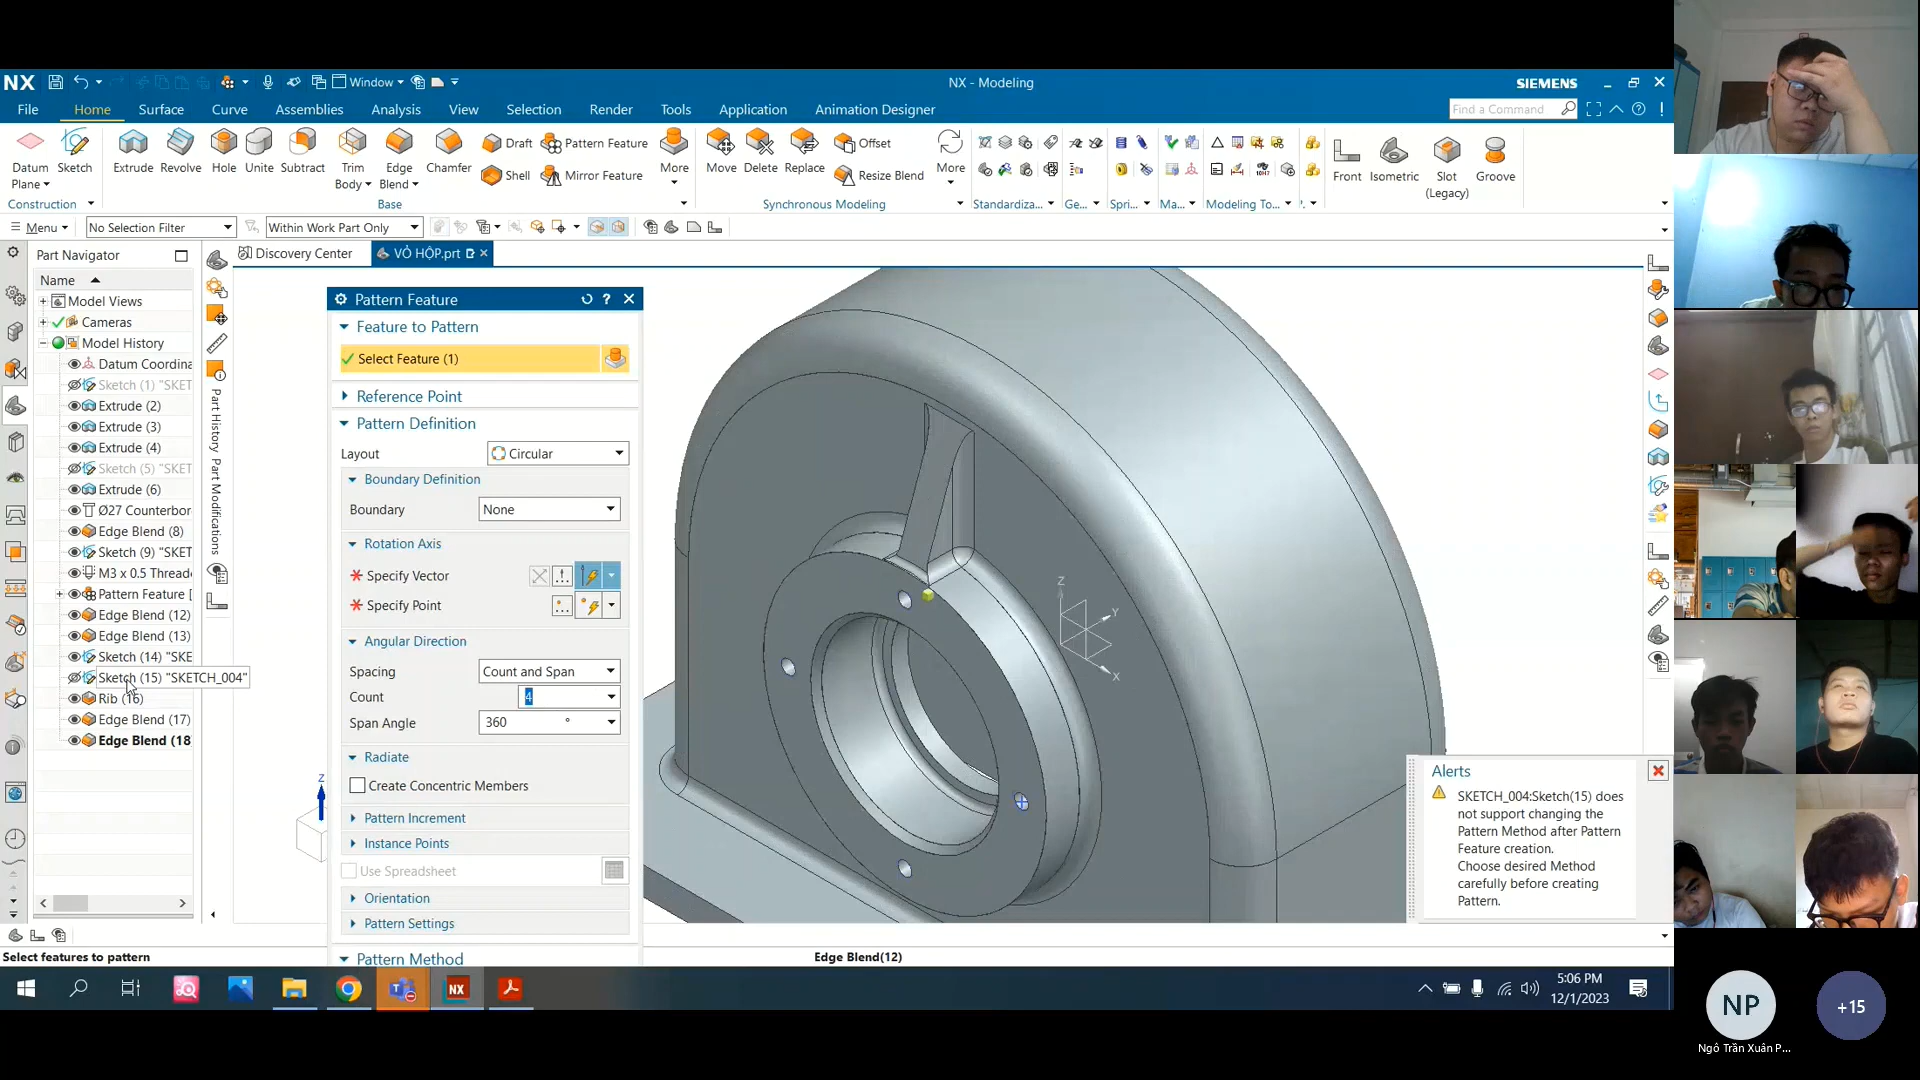 NX
Window
NX - Modeling
SIEMENS
File
Home
Surface
Curve
Assemblies
Analysis
View
Selection
Render
Tools
Application
Animation Designer
Find a Command
Datum Plane
Sketch
Extrude
Revolve
Hole
Unite
Subtract
Trim Body
Edge Blend
Chamfer
Draft
Shell
Pattern Feature
Mirror Feature
More
Move
Delete
Replace
Offset
Resize Blend
More
Front
Isometric
Slot (Legacy)
Groove
Construction
Base
Synchronous Modeling
Standardiza...
Ge...
Spri...
Ma...
Modeling To...
Menu
No Selection Filter
Within Work Part Only
Part Navigator
Discovery Center
VỎ HỘP.prt
Name
Model Views
Cameras
Model History
Datum Coordina
Sketch (1) "SKET
Extrude (2)
Extrude (3)
Extrude (4)
Sketch (5) "SKET
Extrude (6)
Ø27 Counterbor
Edge Blend (8)
Sketch (9) "SKET
M3 x 0.5 Threade
Pattern Feature [
Edge Blend (12)
Edge Blend (13)
Sketch (14) "SKE
Sketch (15) "SKETCH_004"
Rib (16)
Edge Blend (17)
Edge Blend (18
Part History
Part Modifications
Pattern Feature
Feature to Pattern
Select Feature (1)
Reference Point
Pattern Definition
Layout
Circular
Boundary Definition
Boundary
None
Rotation Axis
Specify Vector
Specify Point
Angular Direction
Spacing
Count and Span
Count
4
Span Angle
360 °
Radiate
Create Concentric Members
Pattern Increment
Instance Points
Use Spreadsheet
Orientation
Pattern Settings
Pattern Method
Z
Z
Y
X
Alerts
SKETCH_004:Sketch(15) does
not support changing the
Pattern Method after Pattern
Feature creation.
Choose desired Method
carefully before creating
Pattern.
Select features to pattern
Edge Blend(12)
NX
5:06 PM
12/1/2023
NP
Ngô Trần Xuân P...
+15